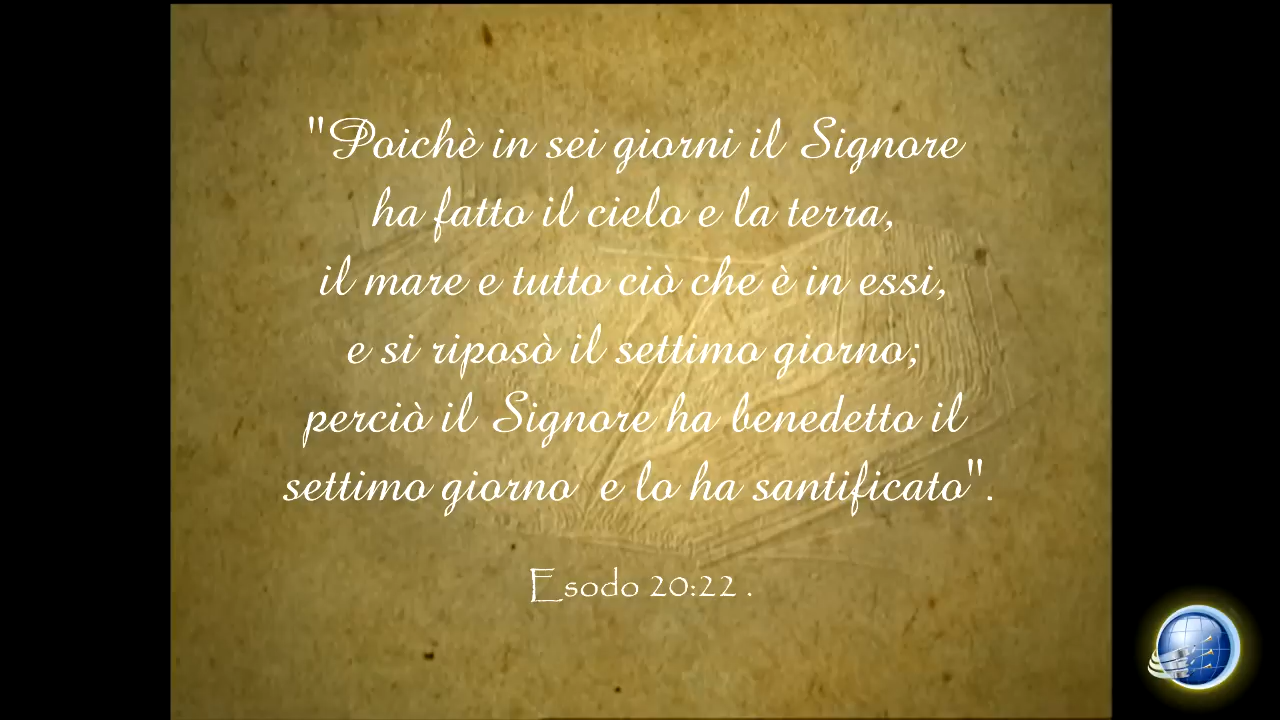 "Poichè in sei giorni il Signore
ha fatto il cielo e la terra,
il mare e tutto ciò che è in essi,
e si riposò il settimo giorno;
perciò il Signore ha benedetto il
settimo giorno  e lo ha santificato".
Esodo 20:22 .